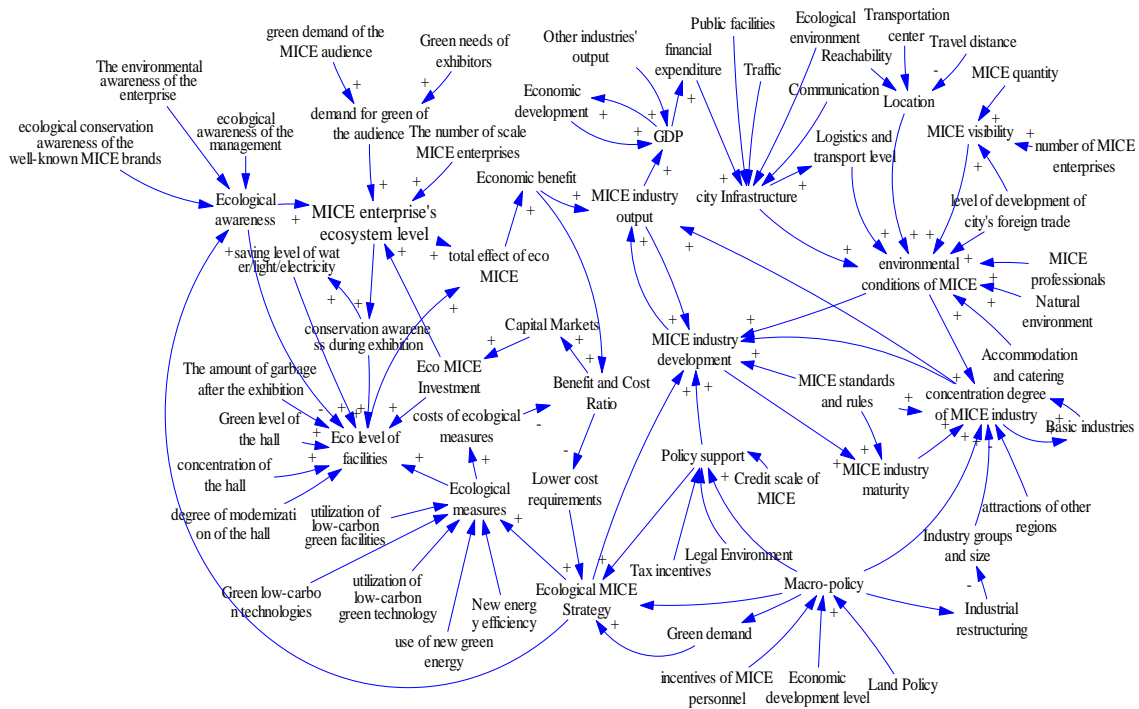 green demand of the
MICE audience
Green needs of
exhibitors
Other industries'
output
Public facilities
Ecological
environment
Transportation
center
Reachability
Travel distance
financial
expenditure
Traffic
Communication
MICE quantity
The environmental
awareness of the
enterprise
Economic
development
Location
ecological conservation
awareness of the
well-known MICE brands
ecological
awareness of the
management
demand for green of
the audience
The number of scale
MICE enterprises
GDP
Logistics and
transport level
MICE visibility
number of MICE
enterprises
Economic benefit
Ecological
awareness
MICE enterprise's
ecosystem level
MICE industry
output
city Infrastructure
level of development of
city's foreign trade
saving level of wat
er/light/electricity
total effect of eco
MICE
environmental
conditions of MICE
MICE
professionals
Natural
environment
conservation awarene
ss during exhibition
Capital Markets
MICE industry
development
Accommodation
and catering
The amount of garbage
after the exhibition
Eco MICE
Investment
Benefit and Cost
Ratio
MICE standards
and rules
concentration degree
of MICE industry
Basic industries
Green level of
the hall
costs of ecological
measures
Eco level of
facilities
concentration of
the hall
Policy support
Credit scale of
MICE
MICE industry
maturity
Lower cost
requirements
Ecological
measures
degree of modernizati
on of the hall
utilization of
low-carbon
green facilities
attractions of other
regions
Industry groups
and size
Legal Environment
Tax incentives
Green low-carbo
n technologies
utilization of
low-carbon
green technology
New energ
y efficiency
use of new green
energy
Ecological MICE
Strategy
Macro-policy
Industrial
restructuring
Green demand
incentives of MICE
personnel
Economic
development level
Land Policy